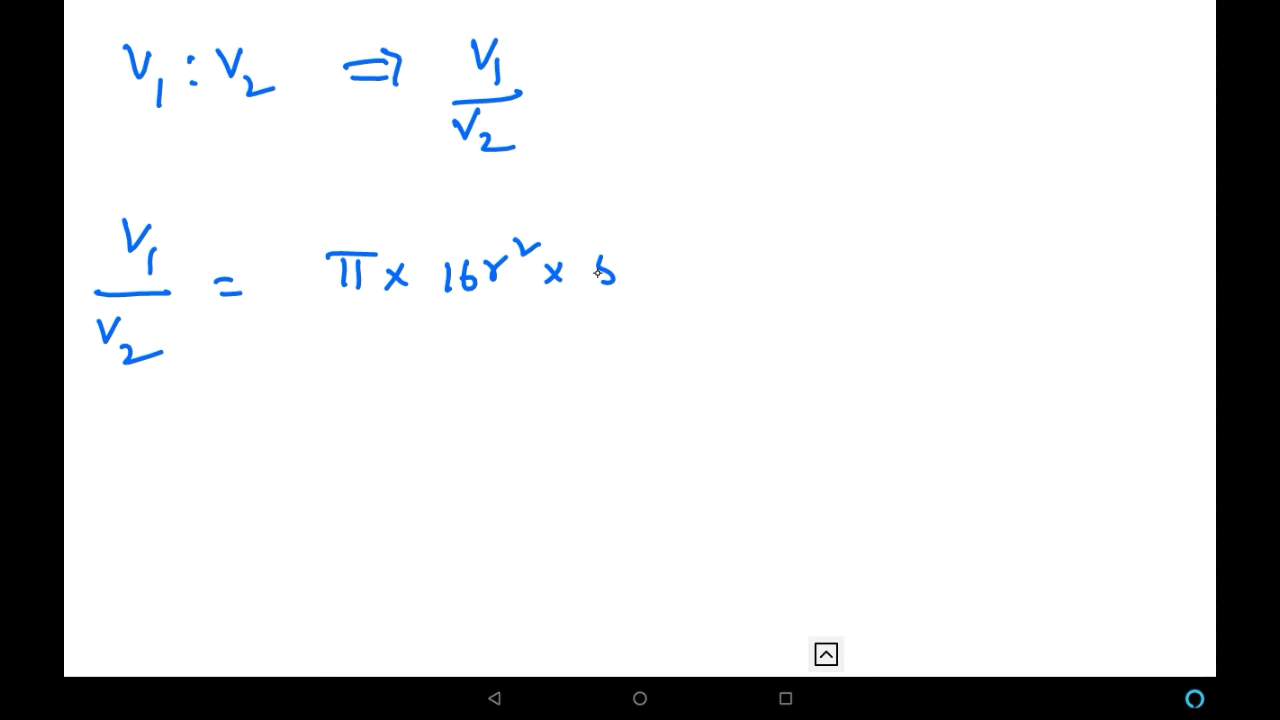 V₁ : V₂ ⇒ V₁/V₂
V₁/V₂ = π × 16r² ×